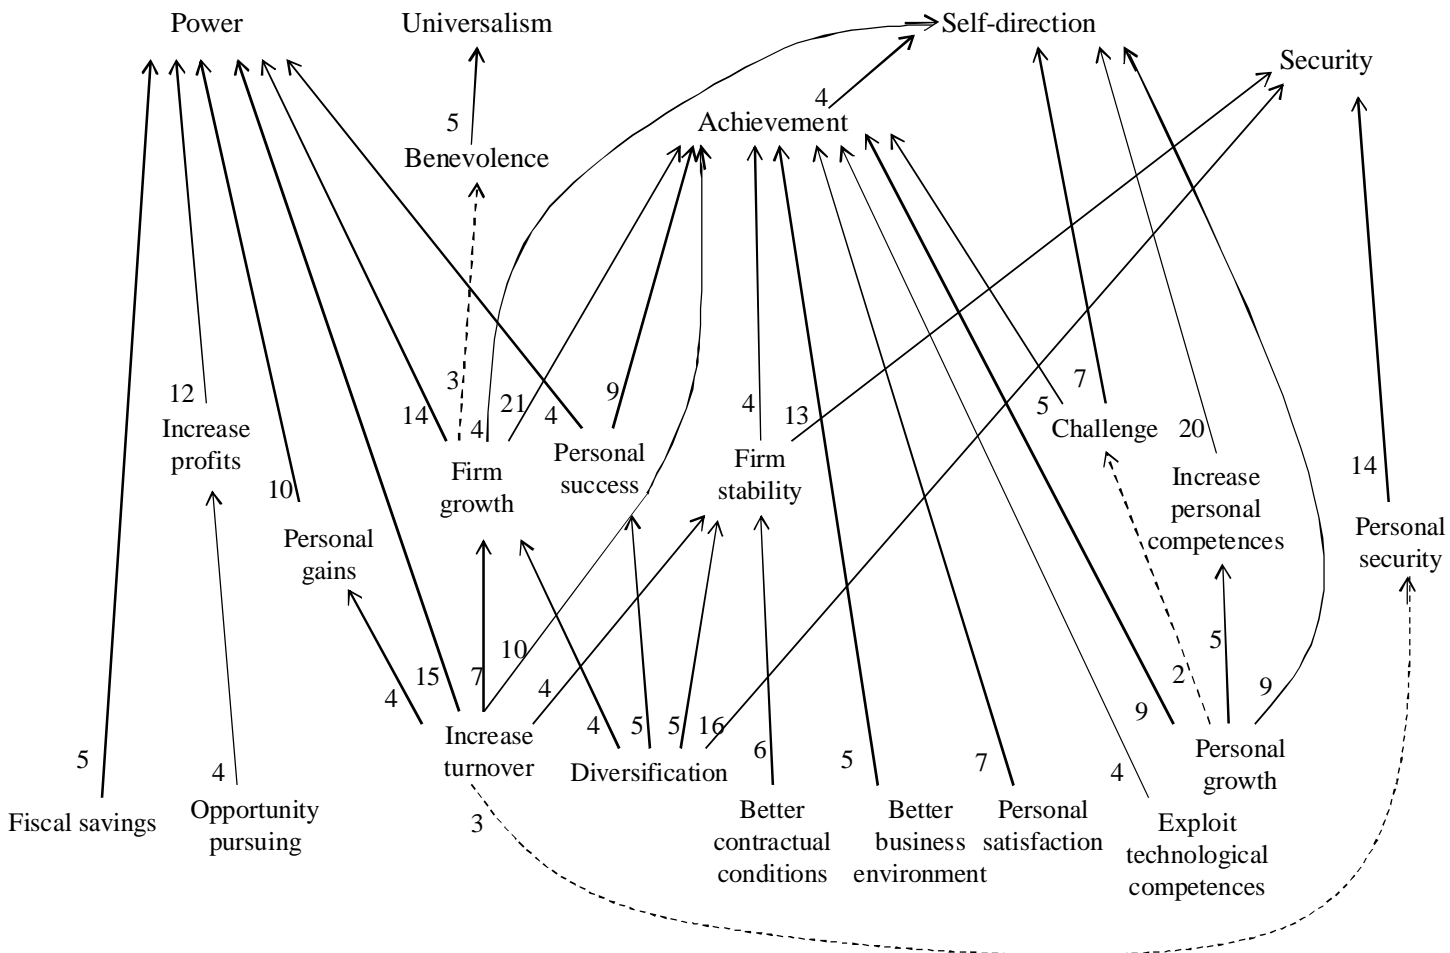 Power
Universalism
Self-direction
Security
4
Achievement
5
Benevolence
3
12
14
4
21
4
9
4
13
5
7
20
14
Increase
profits
Firm
growth
Personal
success
Firm
stability
Challenge
Increase
personal
competences
Personal
security
10
Personal
gains
4
15
7
10
4
4
5
5
16
6
5
7
4
9
2
5
9
5
4
Increase
turnover
Diversification
Personal
growth
Fiscal savings
Opportunity
pursuing
3
Better
contractual
conditions
Better
business
environment
Personal
satisfaction
Exploit
technological
competences